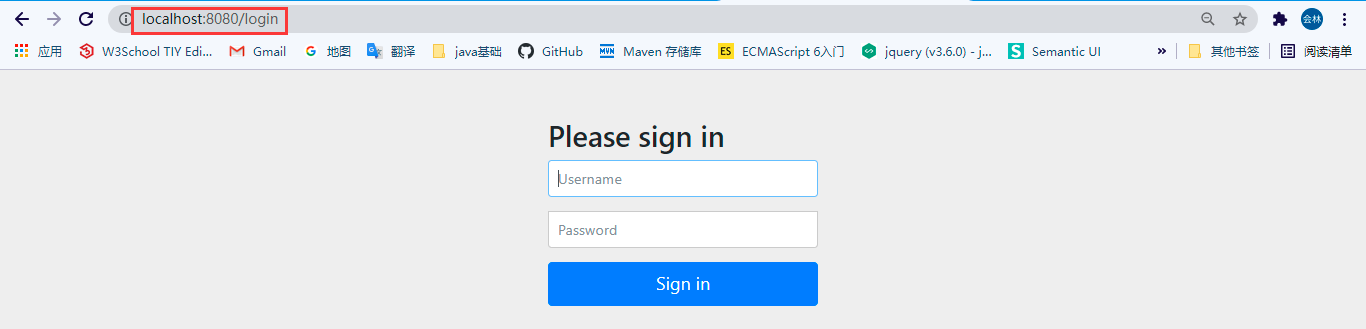 localhost:8080/login
会林
应用 W3School TIY Edi... Gmail 地图 翻译 java基础 GitHub MVN Maven 存储库 ES ECMAScript 6入门 jquery (v3.6.0) - j... Semantic UI » 其他书签 阅读清单
Please sign in
Username
Password
Sign in